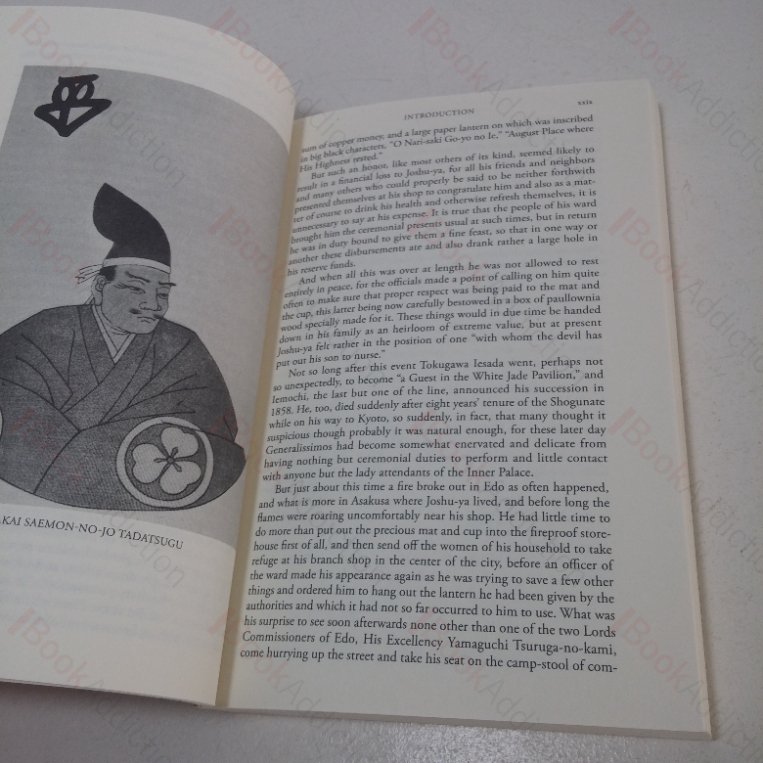 AKAI SAEMON-NO-JO TADATSUGU
INTRODUCTION
xxix
sum of copper money, and a large paper lantern on which was inscribed
in big black characters, "O Nari-saki Go-yo no Ie," "August Place where
His Highness rested."
But such an honor, like most others of its kind, seemed likely to
result in a financial loss to Joshu-ya, for all his friends and neighbors
and many others who could properly be said to be neither forthwith
presented themselves at his shop to congratulate him and also as a mat-
ter of course to drink his health and otherwise refresh themselves, it is
unnecessary to say at his expense. It is true that the people of his ward
brought him the ceremonial presents usual at such times, but in return
he was in duty bound to give them a fine feast, so that in one way or
another these disbursements ate and also drank rather a large hole in
his reserve funds.
And when all this was over at length he was not allowed to rest
entirely in peace, for the officials made a point of calling on him quite
often to make sure that proper respect was being paid to the mat and
the cup, this latter being now carefully bestowed in a box of paullownia
wood specially made for it. These things would in due time be handed
down in his family as an heirloom of extreme value, but at present
Joshu-ya felt rather in the position of one "with whom the devil has
put out his son to nurse."
Not so long after this event Tokugawa Iesada went, perhaps not
so unexpectedly, to become "a Guest in the White Jade Pavilion," and
Iemochi, the last but one of the line, announced his succession in
1858. He, too, died suddenly after eight years' tenure of the Shogunate
while on his way to Kyoto, so suddenly, in fact, that many thought it
suspicious though probably it was natural enough, for these later day
Generalissimos had become somewhat enervated and delicate from
having nothing but ceremonial duties to perform and little contact
with anyone but the lady attendants of the Inner Palace.
But just about this time a fire broke out in Edo as often happened,
and what is more in Asakusa where Joshu-ya lived, and before long the
flames were roaring uncomfortably near his shop. He had little time to
do more than put out the precious mat and cup into the fireproof store-
house first of all, and then send off the women of his household to take
refuge at his branch shop in the center of the city, before an officer of
the ward made his appearance again as he was trying to save a few other
things and ordered him to hang out the lantern he had been given by the
authorities and which it had not so far occurred to him to use. What was
his surprise to see soon afterwards none other than one of the two Lords
Commissioners of Edo, His Excellency Yamaguchi Tsuruga-no-kami,
come hurrying up the street and take his seat on the camp-stool of com-
BookAddiction